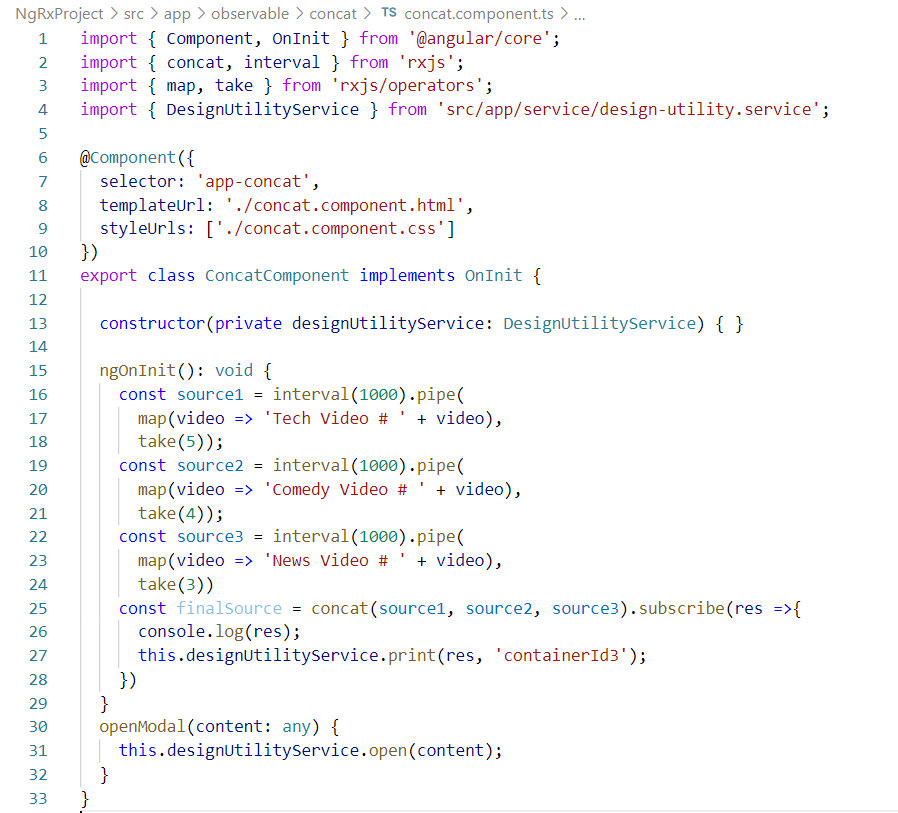 NgRxProject > src > app > observable > concat > TS concat.component.ts > ...
1 import { Component, OnInit } from '@angular/core';
2 import { concat, interval } from 'rxjs';
3 import { map, take } from 'rxjs/operators';
4 import { DesignUtilityService } from 'src/app/service/design-utility.service';
5
6 @Component({
7   selector: 'app-concat',
8   templateUrl: './concat.component.html',
9   styleUrls: ['./concat.component.css']
10 })
11 export class ConcatComponent implements OnInit {
12
13   constructor(private designUtilityService: DesignUtilityService) { }
14
15   ngOnInit(): void {
16     const source1 = interval(1000).pipe(
17       map(video => 'Tech Video # ' + video),
18       take(5));
19     const source2 = interval(1000).pipe(
20       map(video => 'Comedy Video # ' + video),
21       take(4));
22     const source3 = interval(1000).pipe(
23       map(video => 'News Video # ' + video),
24       take(3))
25     const finalSource = concat(source1, source2, source3).subscribe(res =>{
26       console.log(res);
27       this.designUtilityService.print(res, 'containerId3');
28     })
29   }
30   openModal(content: any) {
31     this.designUtilityService.open(content);
32   }
33 }